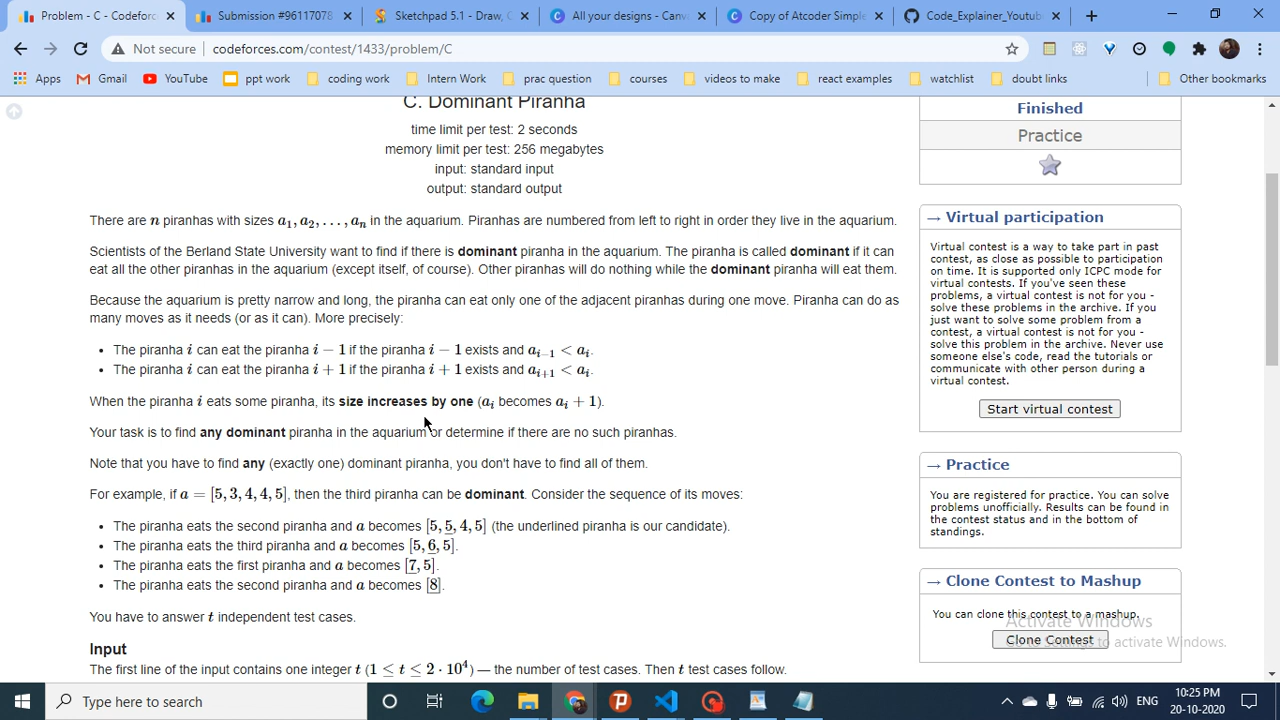 Problem - C - Codeforc
Submission #96117078
Sketchpad 5.1 - Draw, C
All your designs - Canv
Copy of Atcoder Simple
Code_Explainer_Youtub
Not secure
codeforces.com/contest/1433/problem/C
Apps
Gmail
YouTube
ppt work
coding work
Intern Work
prac question
courses
videos to make
react examples
watchlist
doubt links
Other bookmarks
C. Dominant Piranha
time limit per test: 2 seconds
memory limit per test: 256 megabytes
input: standard input
output: standard output
There are n piranhas with sizes a₁, a₂, . . . , aₙ in the aquarium. Piranhas are numbered from left to right in order they live in the aquarium.
Scientists of the Berland State University want to find if there is dominant piranha in the aquarium. The piranha is called dominant if it can
eat all the other piranhas in the aquarium (except itself, of course). Other piranhas will do nothing while the dominant piranha will eat them.
Because the aquarium is pretty narrow and long, the piranha can eat only one of the adjacent piranhas during one move. Piranha can do as
many moves as it needs (or as it can). More precisely:
• The piranha i can eat the piranha i − 1 if the piranha i − 1 exists and aᵢ₋₁ < aᵢ.
• The piranha i can eat the piranha i + 1 if the piranha i + 1 exists and aᵢ₊₁ < aᵢ.
When the piranha i eats some piranha, its size increases by one (aᵢ becomes aᵢ + 1).
Your task is to find any dominant piranha in the aquarium or determine if there are no such piranhas.
Note that you have to find any (exactly one) dominant piranha, you don't have to find all of them.
For example, if a = [5, 3, 4, 4, 5], then the third piranha can be dominant. Consider the sequence of its moves:
• The piranha eats the second piranha and a becomes [5, 5, 4, 5] (the underlined piranha is our candidate).
• The piranha eats the third piranha and a becomes [5, 6, 5].
• The piranha eats the first piranha and a becomes [7, 5].
• The piranha eats the second piranha and a becomes [8].
You have to answer t independent test cases.
Input
The first line of the input contains one integer t (1 ≤ t ≤ 2 · 10⁴) — the number of test cases. Then t test cases follow.
Finished
Practice
→ Virtual participation
Virtual contest is a way to take part in past
contest, as close as possible to participation
on time. It is supported only ICPC mode for
virtual contests. If you've seen these
problems, a virtual contest is not for you -
solve these problems in the archive. If you
just want to solve some problem from a
contest, a virtual contest is not for you -
solve this problem in the archive. Never use
someone else's code, read the tutorials or
communicate with other person during a
virtual contest.
Start virtual contest
→ Practice
You are registered for practice. You can solve
problems unofficially. Results can be found in
the contest status and in the bottom of
standings.
→ Clone Contest to Mashup
You can clone this contest to a mashup.
Clone Contest
Activate Windows
Go to Settings to activate Windows.
Type here to search
ENG
10:25 PM
20-10-2020